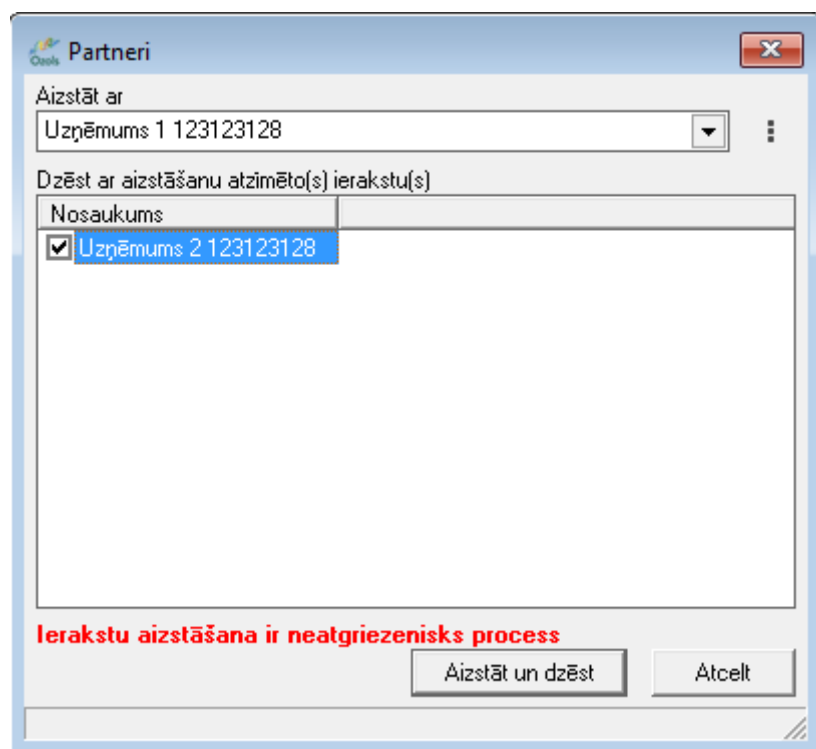 Ozols Partneri
Aizstāt ar
Uzņēmums 1 123123128
Dzēst ar aizstāšanu atzīmēto(s) ierakstu(s)
Nosaukums
Uzņēmums 2 123123128
Ierakstu aizstāšana ir neatgriezenisks process
Aizstāt un dzēst Atcelt